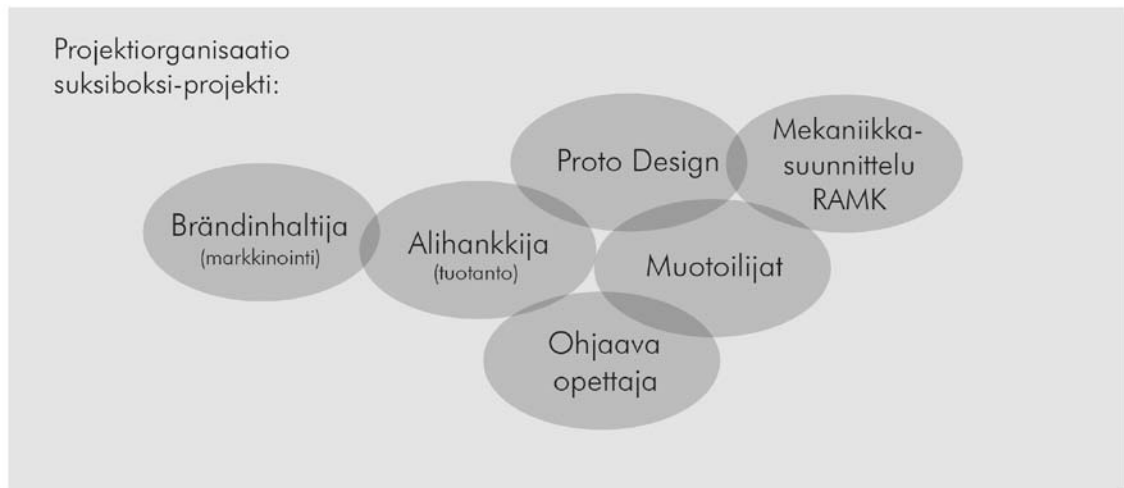 Projektiorganisaatio
suksiboksi-projekti:
Brändinhaltija
(markkinointi)
Alihankkija
(tuotanto)
Proto Design
Mekaniikka-
suunnittelu
RAMK
Muotoilijat
Ohjaava
opettaja